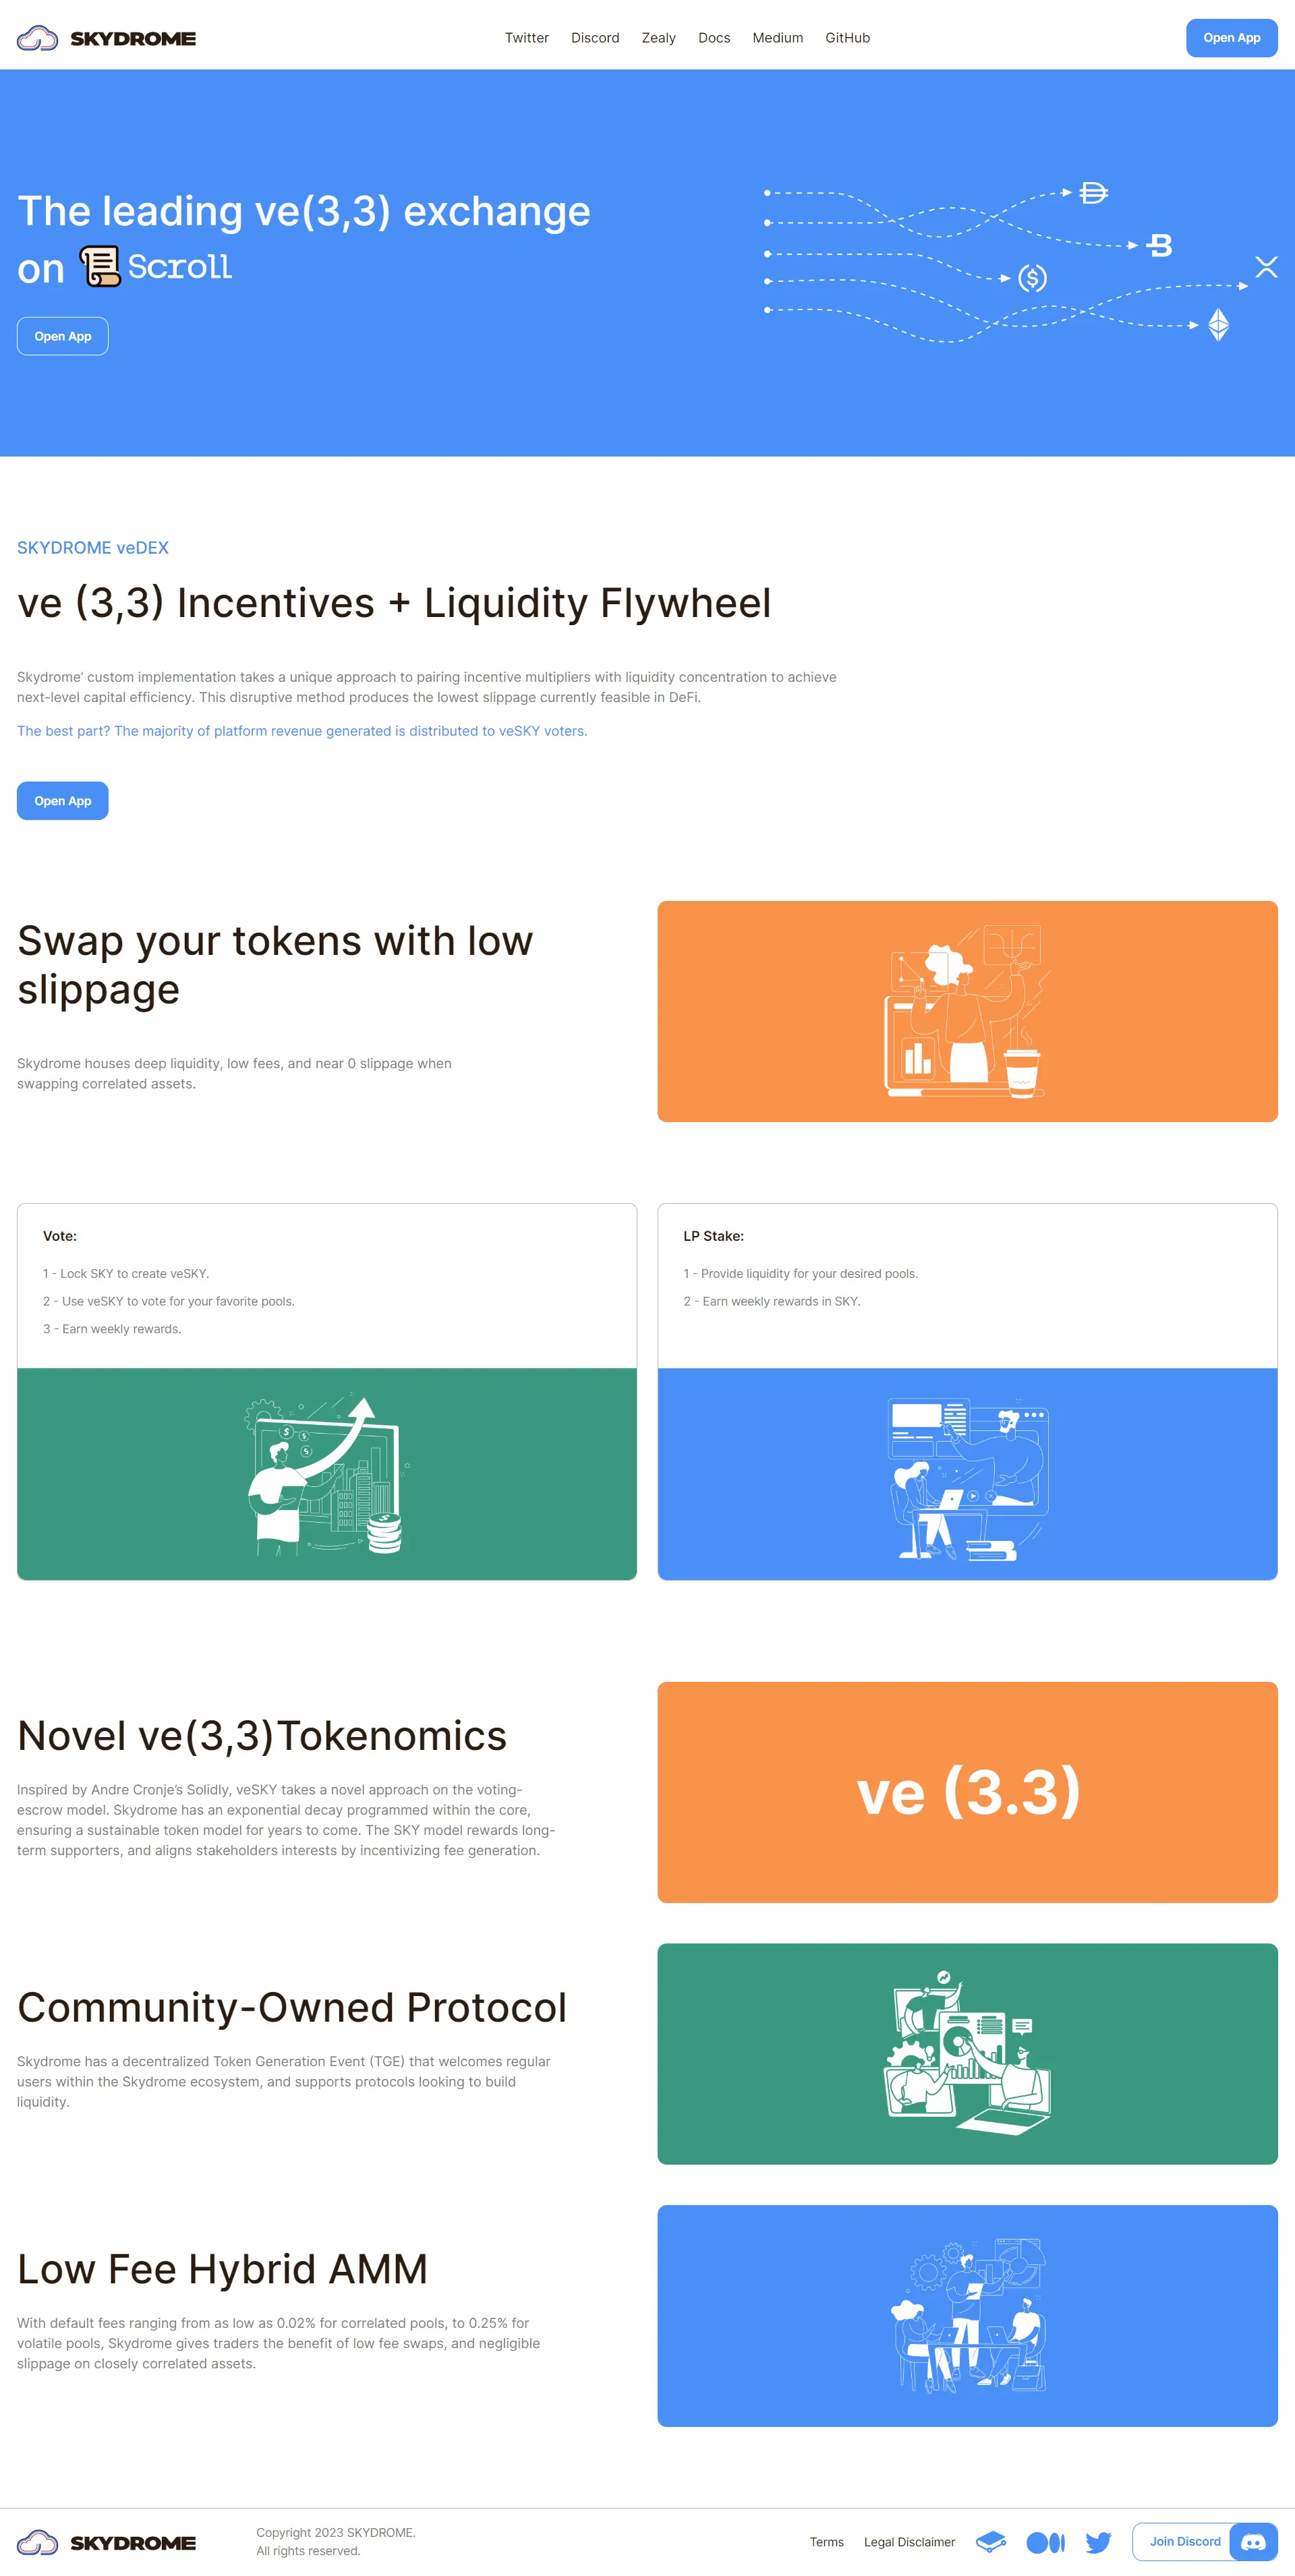 SKYDROME
Twitter Discord Zealy Docs Medium GitHub
Open App
The leading ve(3,3) exchange
on Scroll
Open App
SKYDROME veDEX
ve (3,3) Incentives + Liquidity Flywheel
Skydrome’ custom implementation takes a unique approach to pairing incentive multipliers with liquidity concentration to achieve
next-level capital efficiency. This disruptive method produces the lowest slippage currently feasible in DeFi.
The best part? The majority of platform revenue generated is distributed to veSKY voters.
Open App
Swap your tokens with low
slippage
Skydrome houses deep liquidity, low fees, and near 0 slippage when
swapping correlated assets.
Vote:
1 - Lock SKY to create veSKY.
2 - Use veSKY to vote for your favorite pools.
3 - Earn weekly rewards.
LP Stake:
1 - Provide liquidity for your desired pools.
2 - Earn weekly rewards in SKY.
Novel ve(3,3)Tokenomics
Inspired by Andre Cronje’s Solidly, veSKY takes a novel approach on the voting-
escrow model. Skydrome has an exponential decay programmed within the core,
ensuring a sustainable token model for years to come. The SKY model rewards long-
term supporters, and aligns stakeholders interests by incentivizing fee generation.
ve (3.3)
Community-Owned Protocol
Skydrome has a decentralized Token Generation Event (TGE) that welcomes regular
users within the Skydrome ecosystem, and supports protocols looking to build
liquidity.
Low Fee Hybrid AMM
With default fees ranging from as low as 0.02% for correlated pools, to 0.25% for
volatile pools, Skydrome gives traders the benefit of low fee swaps, and negligible
slippage on closely correlated assets.
SKYDROME
Copyright 2023 SKYDROME.
All rights reserved.
Terms Legal Disclaimer
Join Discord